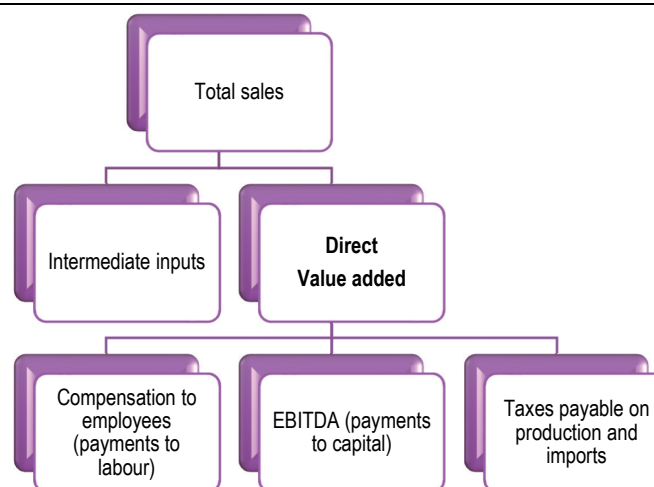 Total sales
Intermediate inputs
Direct
Value added
Compensation to
employees
(payments to
labour)
EBITDA (payments
to capital)
Taxes payable on
production and
imports